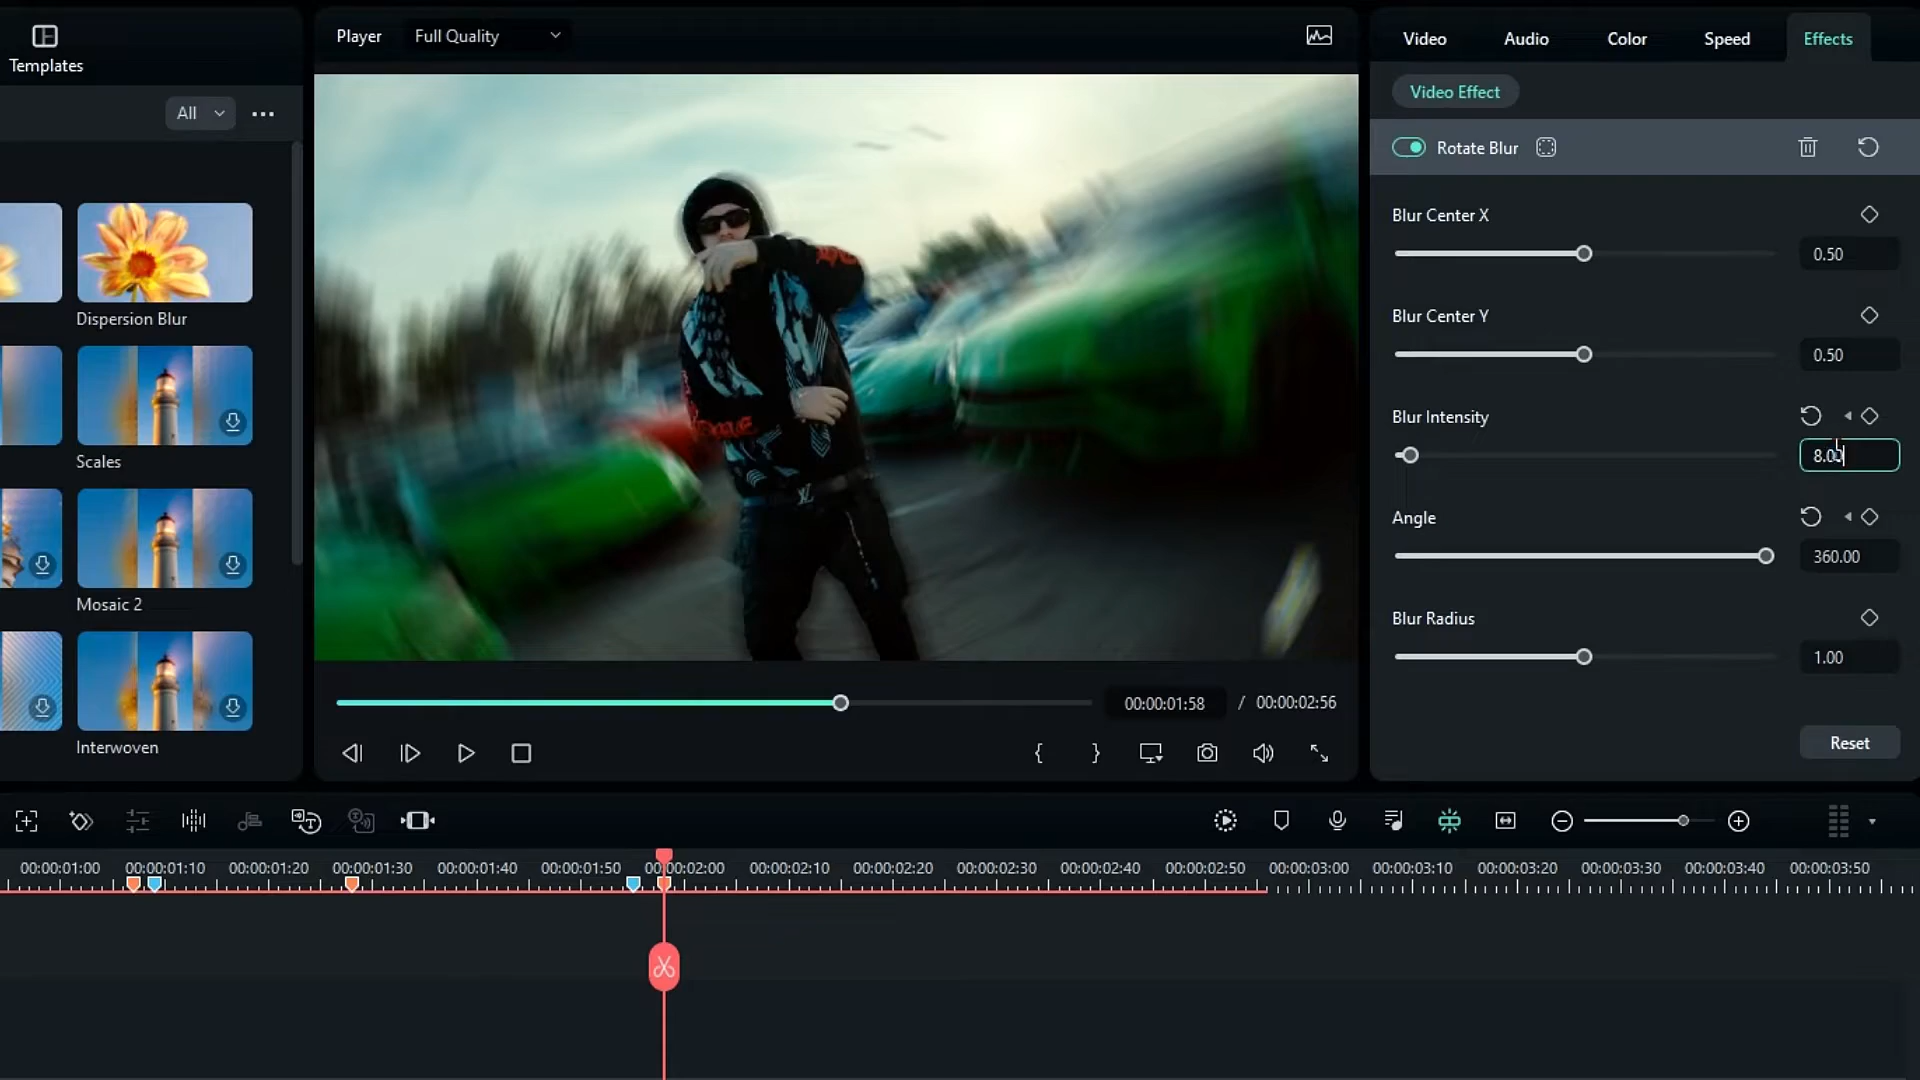 Templates
Player
Full Quality
Video
Audio
Color
Speed
Effects
All
Video Effect
Rotate Blur
Blur Center X
0.50
Blur Center Y
0.50
Blur Intensity
8.00
Angle
360.00
Blur Radius
1.00
Reset
Dispersion Blur
Scales
Mosaic 2
Interwoven
00:00:01:58 / 00:00:02:56
00:00:01:00 00:00:01:10 00:00:01:20 00:00:01:30 00:00:01:40 00:00:01:50 00:00:02:00 00:00:02:10 00:00:02:20 00:00:02:30 00:00:02:40 00:00:02:50 00:00:03:00 00:00:03:10 00:00:03:20 00:00:03:30 00:00:03:40 00:00:03:50